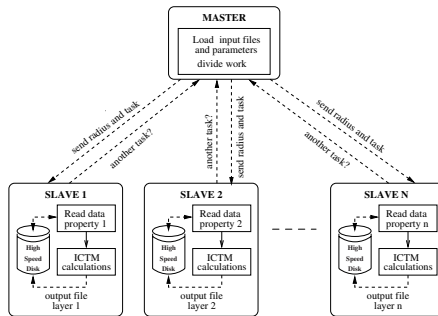 MASTER
Load input files
and parameters
divide work
send radius and task
another task?
another task?
send radius and task
send radius and task
another task?
SLAVE 1
Read data
property 1
High
Speed
Disk
ICTM
calculations
output file
layer 1
SLAVE 2
Read data
property 2
High
Speed
Disk
ICTM
calculations
output file
layer 2
SLAVE N
Read data
property n
High
Speed
Disk
ICTM
calculations
output file
layer n